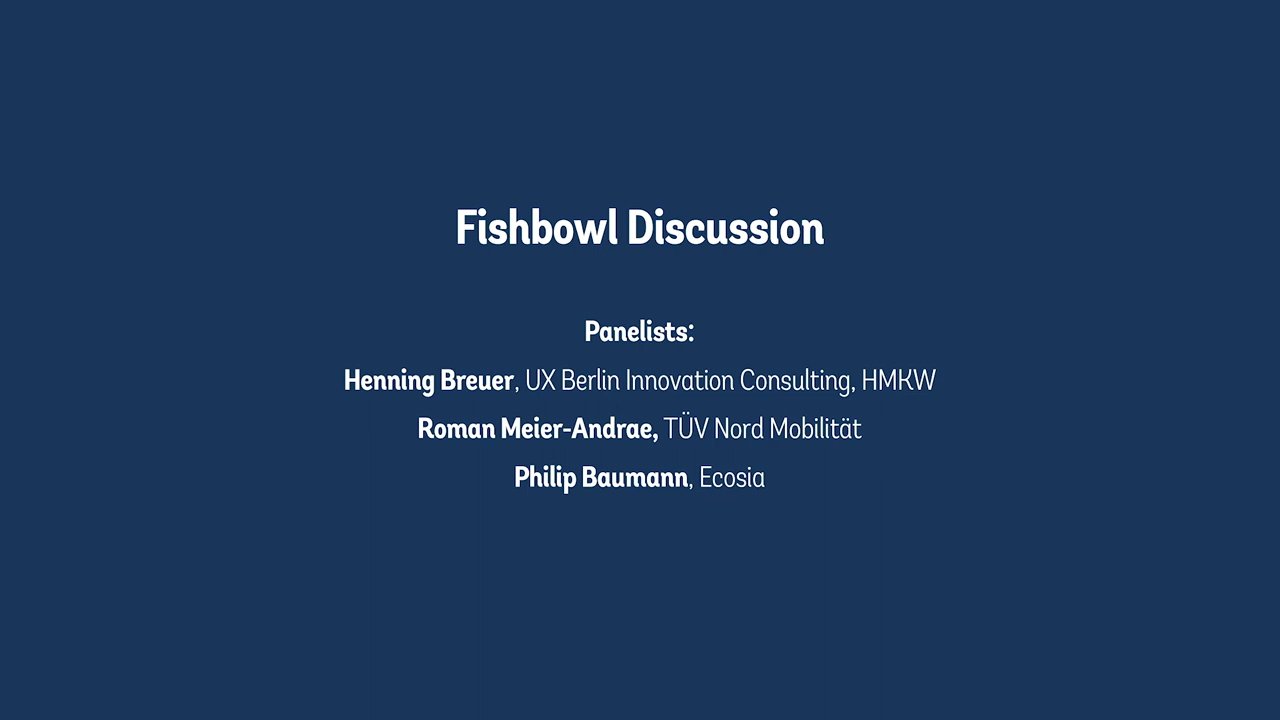 Fishbowl Discussion
Panelists:
Henning Breuer, UX Berlin Innovation Consulting, HMKW
Roman Meier-Andrae, TÜV Nord Mobilität
Philip Baumann, Ecosia